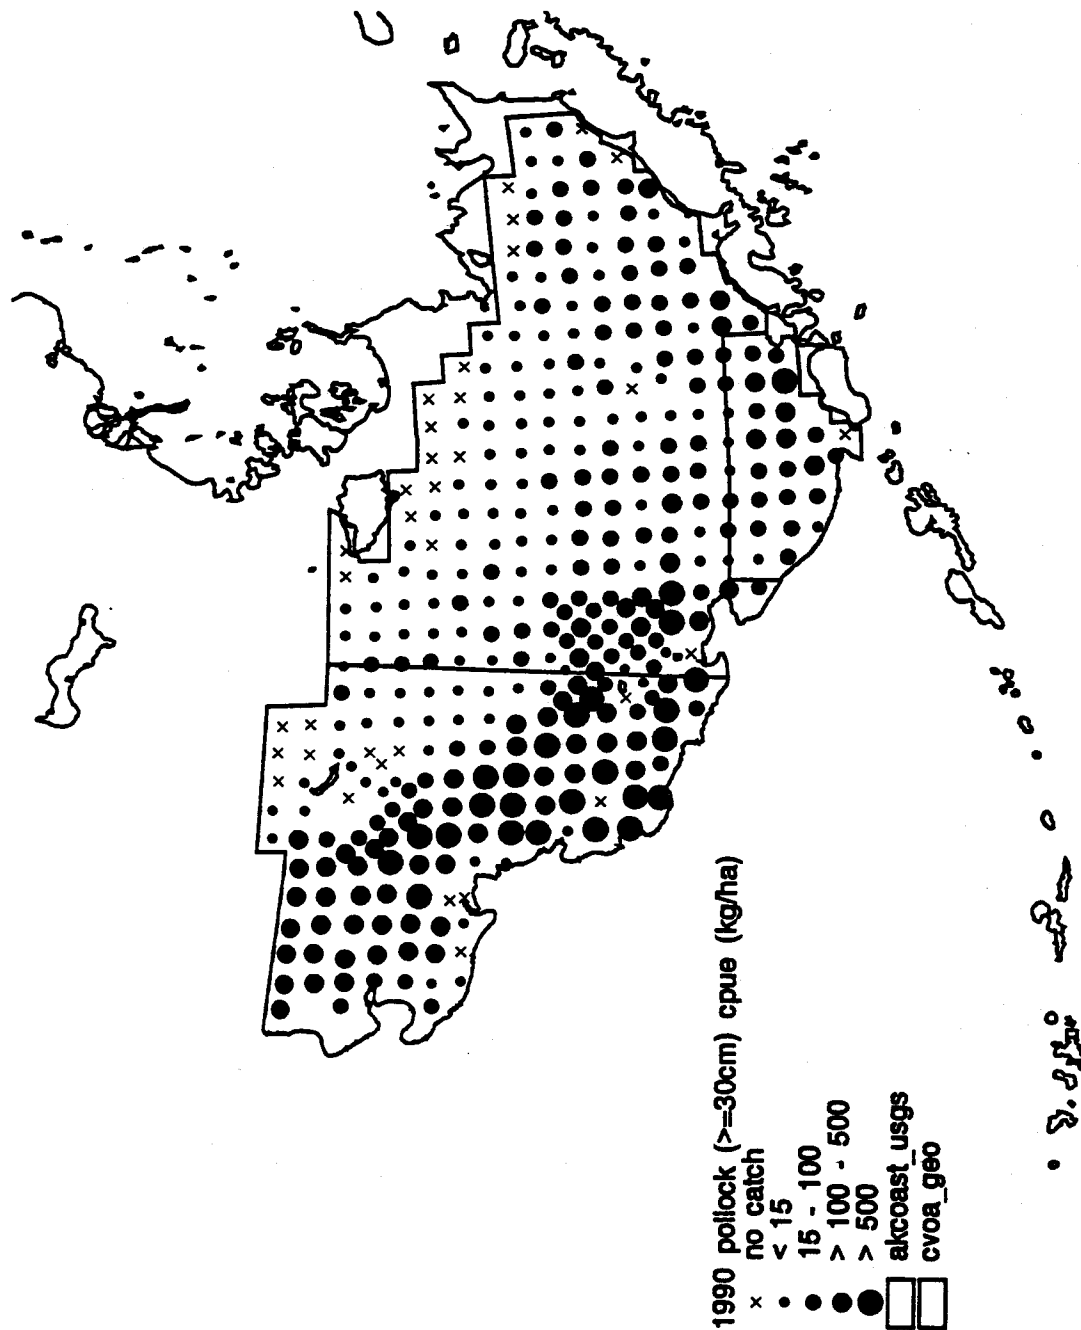 1990 pollock (>=30cm) cpue (kg/ha)
no catch
< 15
15 - 100
> 100 - 500
> 500
akcoast_usgs
cvoa_geo